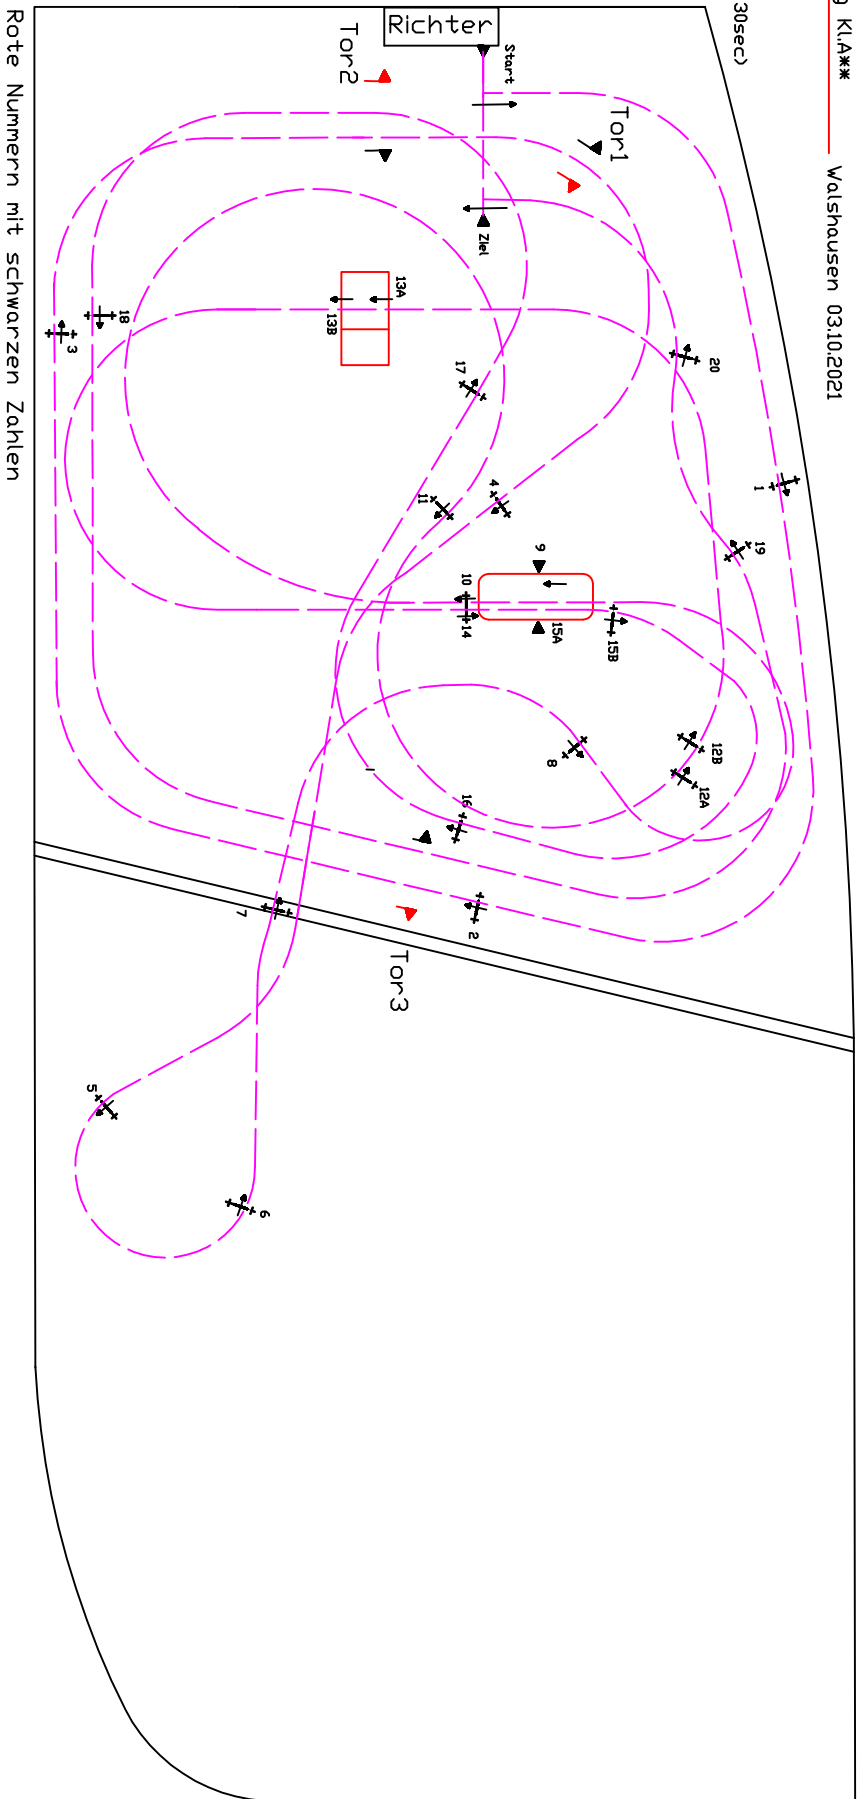 Kl.A**
Walshausen 03.10.2021
30sec)
Richter
Start
Ziel
Tor1
Tor2
Tor3
1
2
3
4
5
6
7
8
9
10
11
12A
12B
13A
13B
14
15A
15B
16
17
18
19
20
Rote Nummern mit schwarzen Zahlen